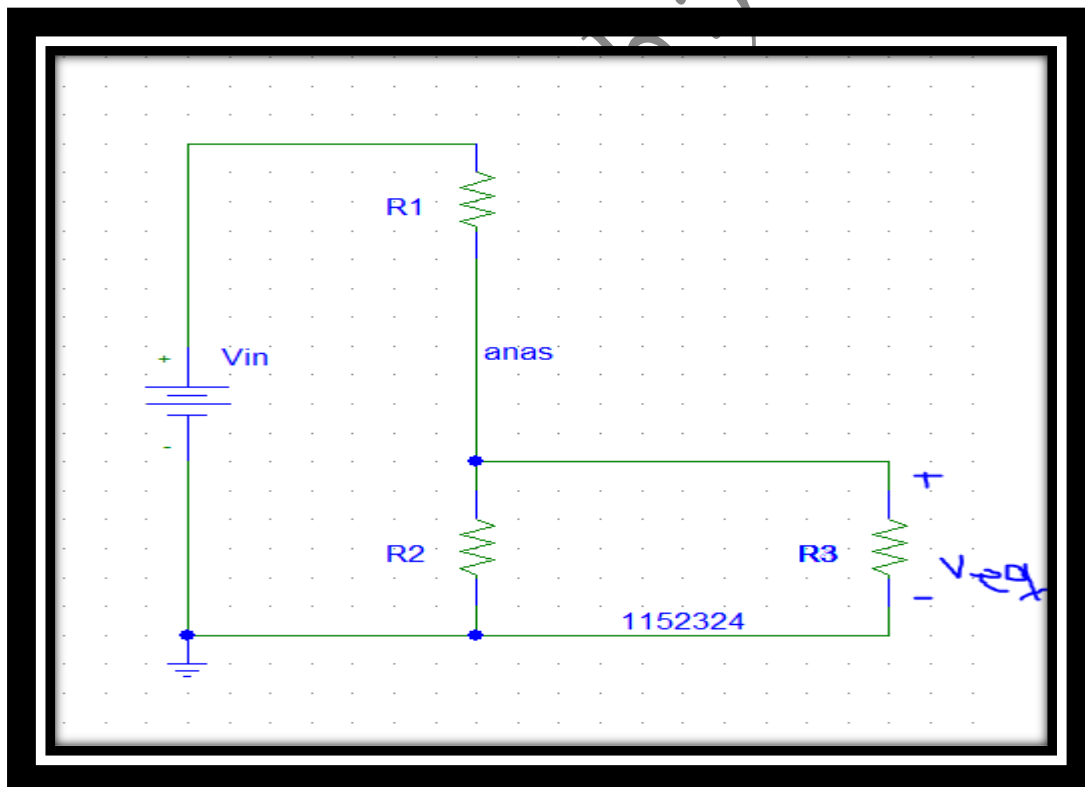 R1
+ Vin
anas
-
+
R2
R3
-
1152324